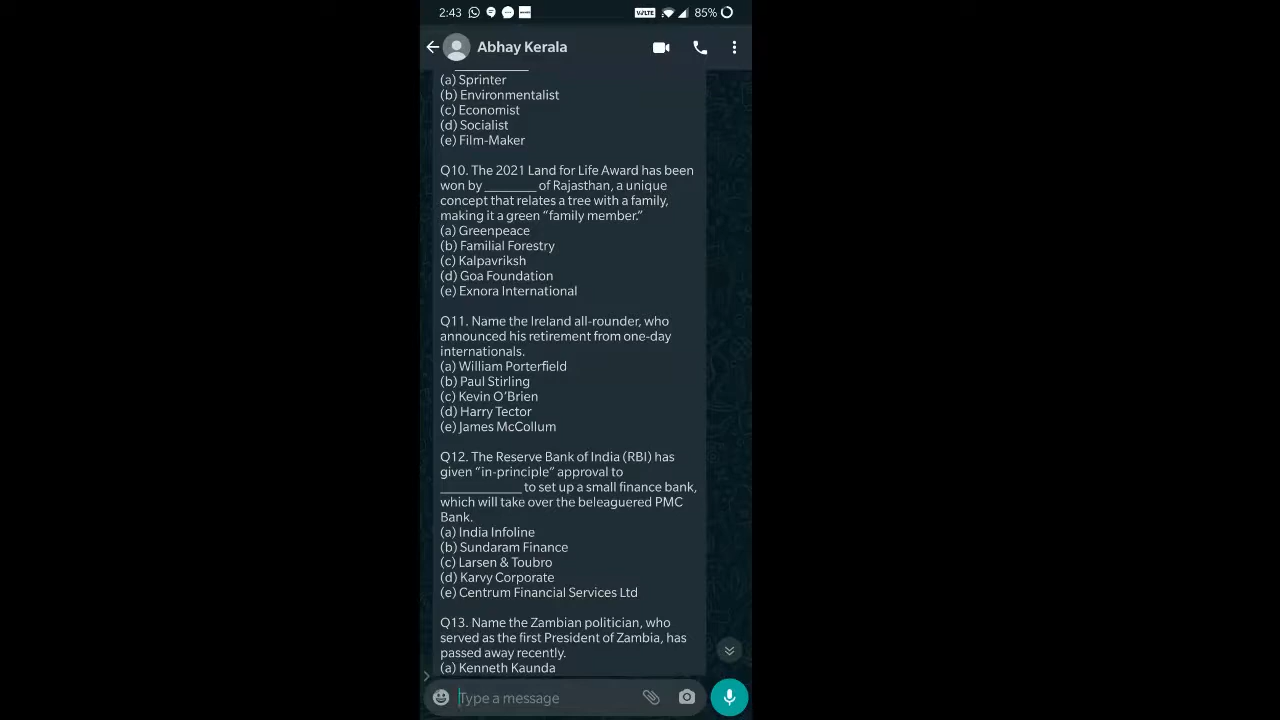 2:43
VoLTE
85%
Abhay Kerala
____________
(a) Sprinter
(b) Environmentalist
(c) Economist
(d) Socialist
(e) Film-Maker
Q10. The 2021 Land for Life Award has been
won by ________ of Rajasthan, a unique
concept that relates a tree with a family,
making it a green “family member.”
(a) Greenpeace
(b) Familial Forestry
(c) Kalpavriksh
(d) Goa Foundation
(e) Exnora International
Q11. Name the Ireland all-rounder, who
announced his retirement from one-day
internationals.
(a) William Porterfield
(b) Paul Stirling
(c) Kevin O’Brien
(d) Harry Tector
(e) James McCollum
Q12. The Reserve Bank of India (RBI) has
given “in-principle” approval to
_____________ to set up a small finance bank,
which will take over the beleaguered PMC
Bank.
(a) India Infoline
(b) Sundaram Finance
(c) Larsen & Toubro
(d) Karvy Corporate
(e) Centrum Financial Services Ltd
Q13. Name the Zambian politician, who
served as the first President of Zambia, has
passed away recently.
(a) Kenneth Kaunda
Type a message